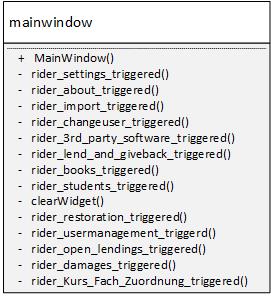 mainwindow
+ MainWindow()
- rider_settings_triggered()
- rider_about_triggered()
- rider_import_triggered()
- rider_changeuser_triggered()
- rider_3rd_party_software_triggered()
- rider_lend_and_giveback_triggered()
- rider_books_triggered()
- rider_students_triggered()
- clearWidget()
- rider_restoration_triggered()
- rider_usermanagement_triggerd()
- rider_open_lendings_triggered()
- rider_damages_triggered()
- rider_Kurs_Fach_Zuordnung_triggered()